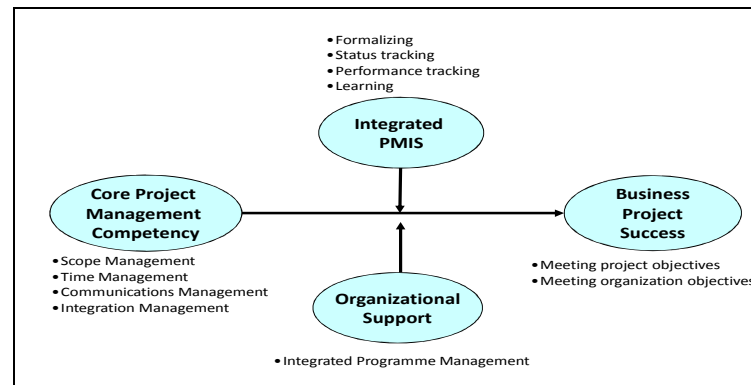 • Formalizing
• Status tracking
• Performance tracking
• Learning
Integrated
PMIS
Core Project
Management
Competency
Business
Project
Success
• Scope Management
• Time Management
• Communications Management
• Integration Management
• Meeting project objectives
• Meeting organization objectives
Organizational
Support
• Integrated Programme Management